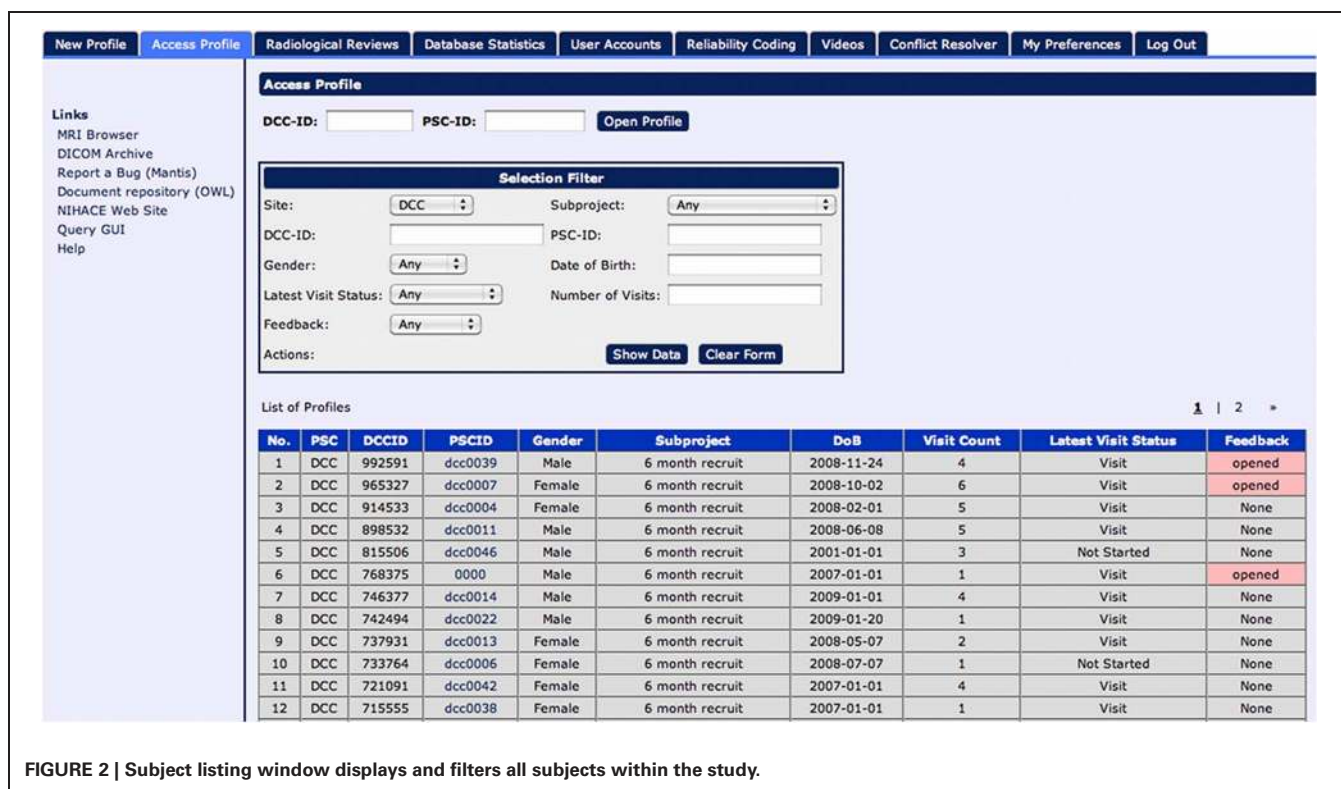 New Profile Access Profile Radiological Reviews Database Statistics User Accounts Reliability Coding Videos Conflict Resolver My Preferences Log Out
Links
MRI Browser
DICOM Archive
Report a Bug (Mantis)
Document repository (OWL)
NIHACE Web Site
Query GUI
Help
Access Profile
DCC-ID: PSC-ID: Open Profile
Selection Filter
Site: DCC Subproject: Any
DCC-ID: PSC-ID:
Gender: Any Date of Birth:
Latest Visit Status: Any Number of Visits:
Feedback: Any
Actions: Show Data Clear Form
List of Profiles 1 | 2 »
No. PSC DCCID PSCID Gender Subproject DoB Visit Count Latest Visit Status Feedback
1 DCC 992591 dcc0039 Male 6 month recruit 2008-11-24 4 Visit opened
2 DCC 965327 dcc0007 Female 6 month recruit 2008-10-02 6 Visit opened
3 DCC 914533 dcc0004 Female 6 month recruit 2008-02-01 5 Visit None
4 DCC 898532 dcc0011 Male 6 month recruit 2008-06-08 5 Visit None
5 DCC 815506 dcc0046 Male 6 month recruit 2001-01-01 3 Not Started None
6 DCC 768375 0000 Male 6 month recruit 2007-01-01 1 Visit opened
7 DCC 746377 dcc0014 Male 6 month recruit 2009-01-01 4 Visit None
8 DCC 742494 dcc0022 Male 6 month recruit 2009-01-20 1 Visit None
9 DCC 737931 dcc0013 Female 6 month recruit 2008-05-07 2 Visit None
10 DCC 733764 dcc0006 Female 6 month recruit 2008-07-07 1 Not Started None
11 DCC 721091 dcc0042 Female 6 month recruit 2007-01-01 4 Visit None
12 DCC 715555 dcc0038 Female 6 month recruit 2007-01-01 1 Visit None
FIGURE 2 | Subject listing window displays and filters all subjects within the study.